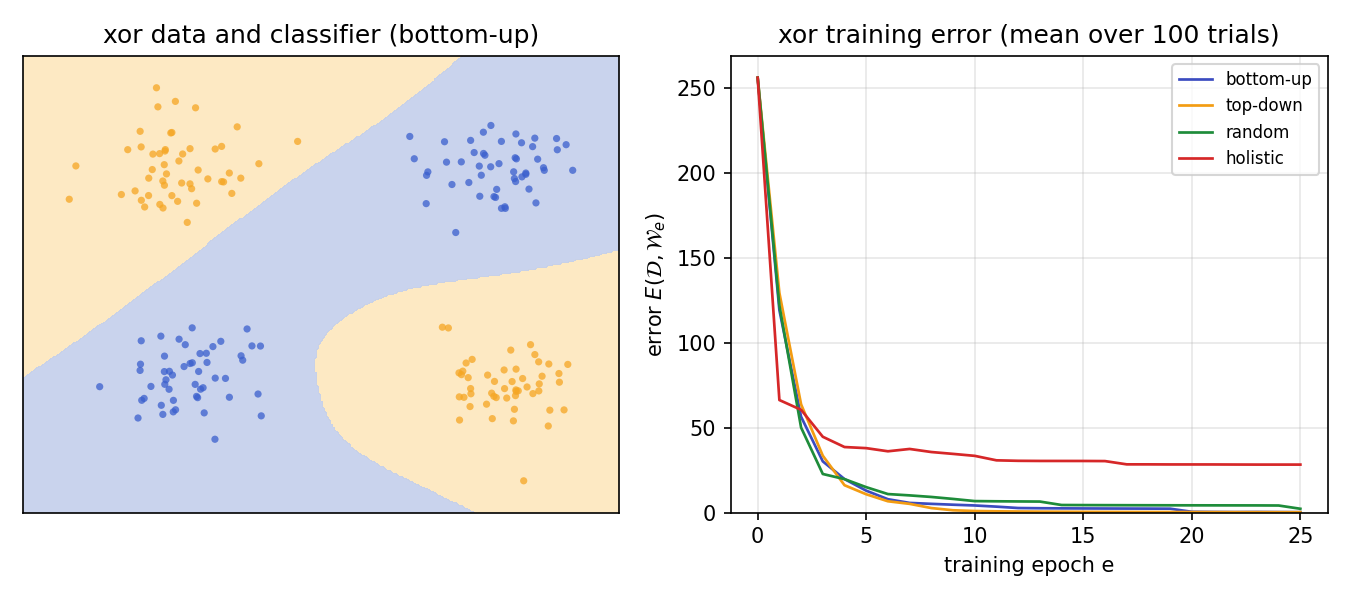 xor data and classifier (bottom-up)
xor training error (mean over 100 trials)
error E(𝒟, 𝒲ₑ)
250
200
150
100
50
0
bottom-up
top-down
random
holistic
0 5 10 15 20 25
training epoch e